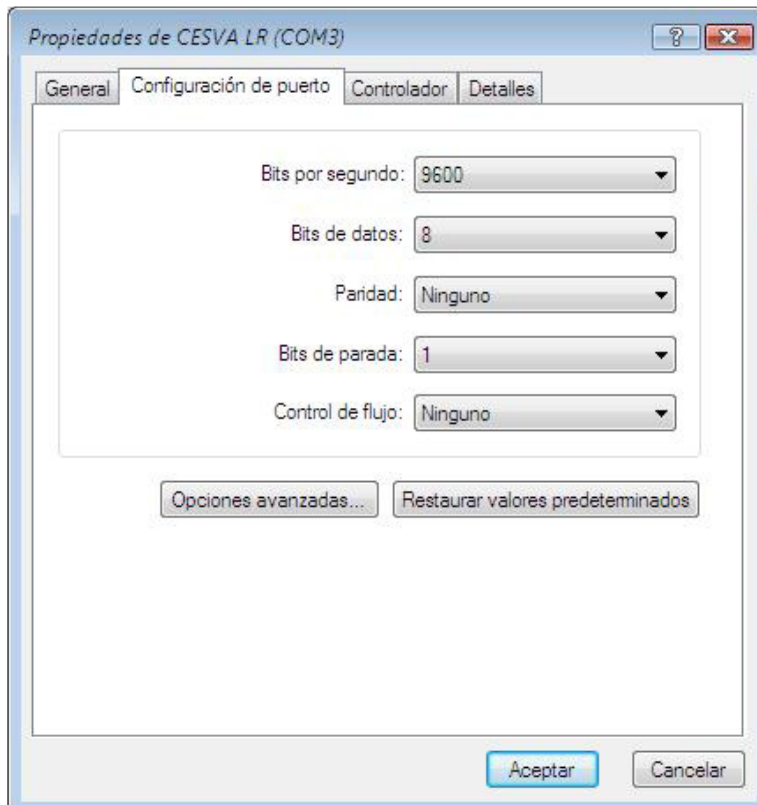 Propiedades de CESVA LR (COM3)
General Configuración de puerto Controlador Detalles
Bits por segundo: 9600
Bits de datos: 8
Paridad: Ninguno
Bits de parada: 1
Control de flujo: Ninguno
Opciones avanzadas... Restaurar valores predeterminados
Aceptar Cancelar